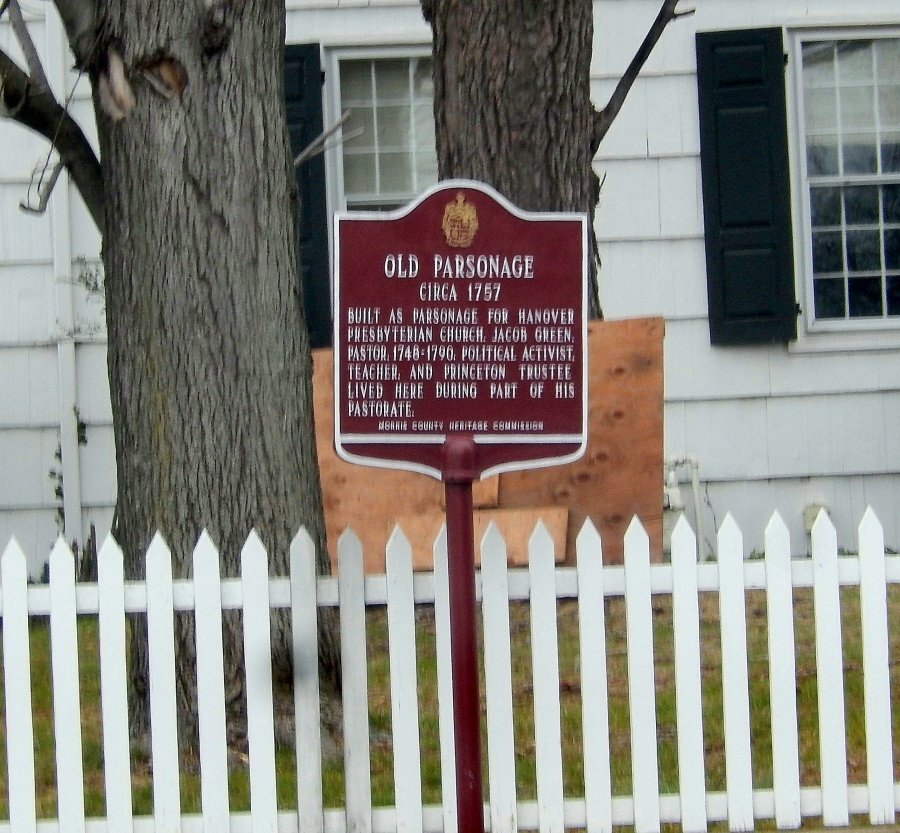 OLD PARSONAGE
CIRCA 1757
BUILT AS PARSONAGE FOR HANOVER
PRESBYTERIAN CHURCH. JACOB GREEN,
PASTOR, 1748-1790, POLITICAL ACTIVIST,
TEACHER, AND PRINCETON TRUSTEE
LIVED HERE DURING PART OF HIS
PASTORATE.
MORRIS COUNTY HERITAGE COMMISSION